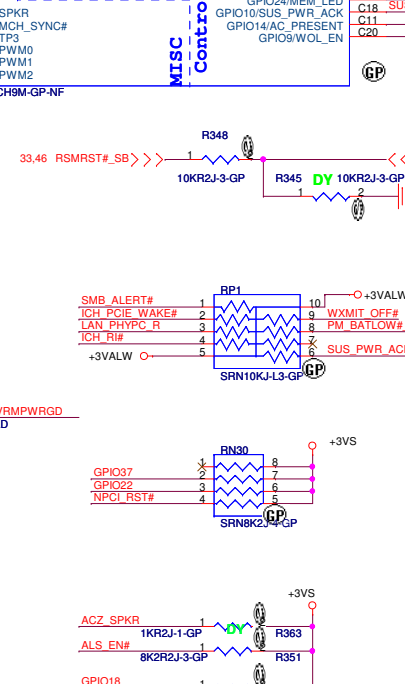 GPIO24/MEM_LED
SPKR GPIO10/SUS_PWR_ACK C18
MCH_SYNC# GPIO14/AC_PRESENT C11
TP3 GPIO9/WOL_EN C20
PWM0
PWM1
PWM2
MISC
Contro
CH9M-GP-NF
GP
R348
33,46 RSMRST#_SB 1 2
10KR2J-3-GP R345 DY 10KR2J-3-GP
1 2
RP1
SMB_ALERT# 1 10 +3VALW
ICH_PCIE_WAKE# 2 9 WXMIT_OFF#
LAN_PHYPC_R 3 8 PM_BATLOW#
ICH_RI# 4 7
+3VALW 5 6 SUS_PWR_AC
SRN10KJ-L3-GP GP
VRMPWRGD
D
+3VS
RN30
1 8
GPIO37 2 7
GPIO22 3 6
NPCI_RST# 4 5
SRN8K2J-4-GP GP
+3VS
ACZ_SPKR 1 DY
1KR2J-1-GP R363
ALS_EN# 1
8K2R2J-3-GP R351
GPIO18 1